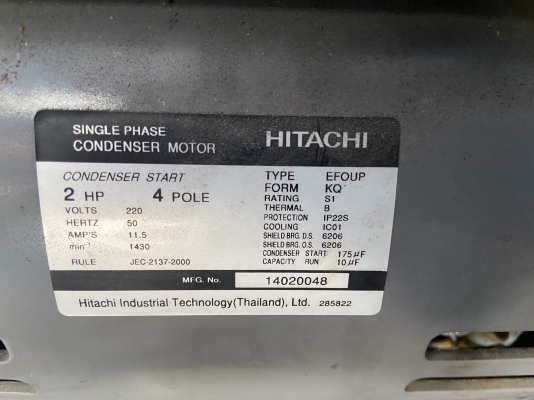 SINGLE PHASE
CONDENSER MOTOR
HITACHI
CONDENSER START
2 HP 4 POLE
VOLTS 220
HERTZ 50
AMP'S 11.5
min⁻¹ 1430
RULE JEC-2137-2000
TYPE EFOUP
FORM KQ
RATING S1
THERMAL B
PROTECTION IP22S
COOLING IC01
SHIELD BRG. D.S. 6206
SHIELD BRG. O.S. 6206
CONDENSER START 175μF
CAPACITY RUN 10μF
MFG. No. 14020048
Hitachi Industrial Technology(Thailand), Ltd. 285822